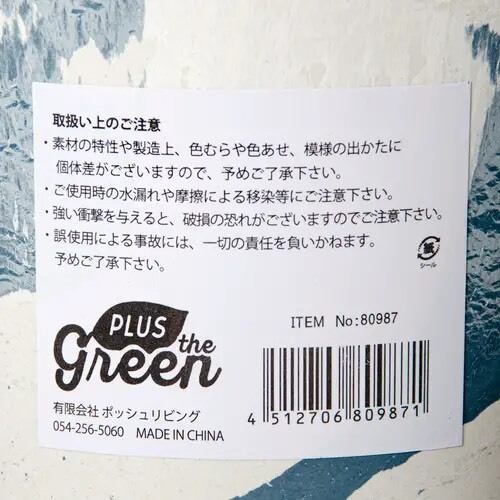 取扱い上のご注意
・素材の特性や製造上、色むらや色あせ、模様の出かたに
個体差がございますので、予めご了承下さい。
・ご使用時の水漏れや摩擦による移染等にご注意下さい。
・強い衝撃を与えると、破損の恐れがございますのでご注意下さい。
・誤使用による事故には、一切の責任を負いかねます。
予めご了承下さい。
紙
シール
PLUS
the
Green
ITEM No:80987
有限会社 ポッシュリビング
054-256-5060 MADE IN CHINA
4 512706 809871